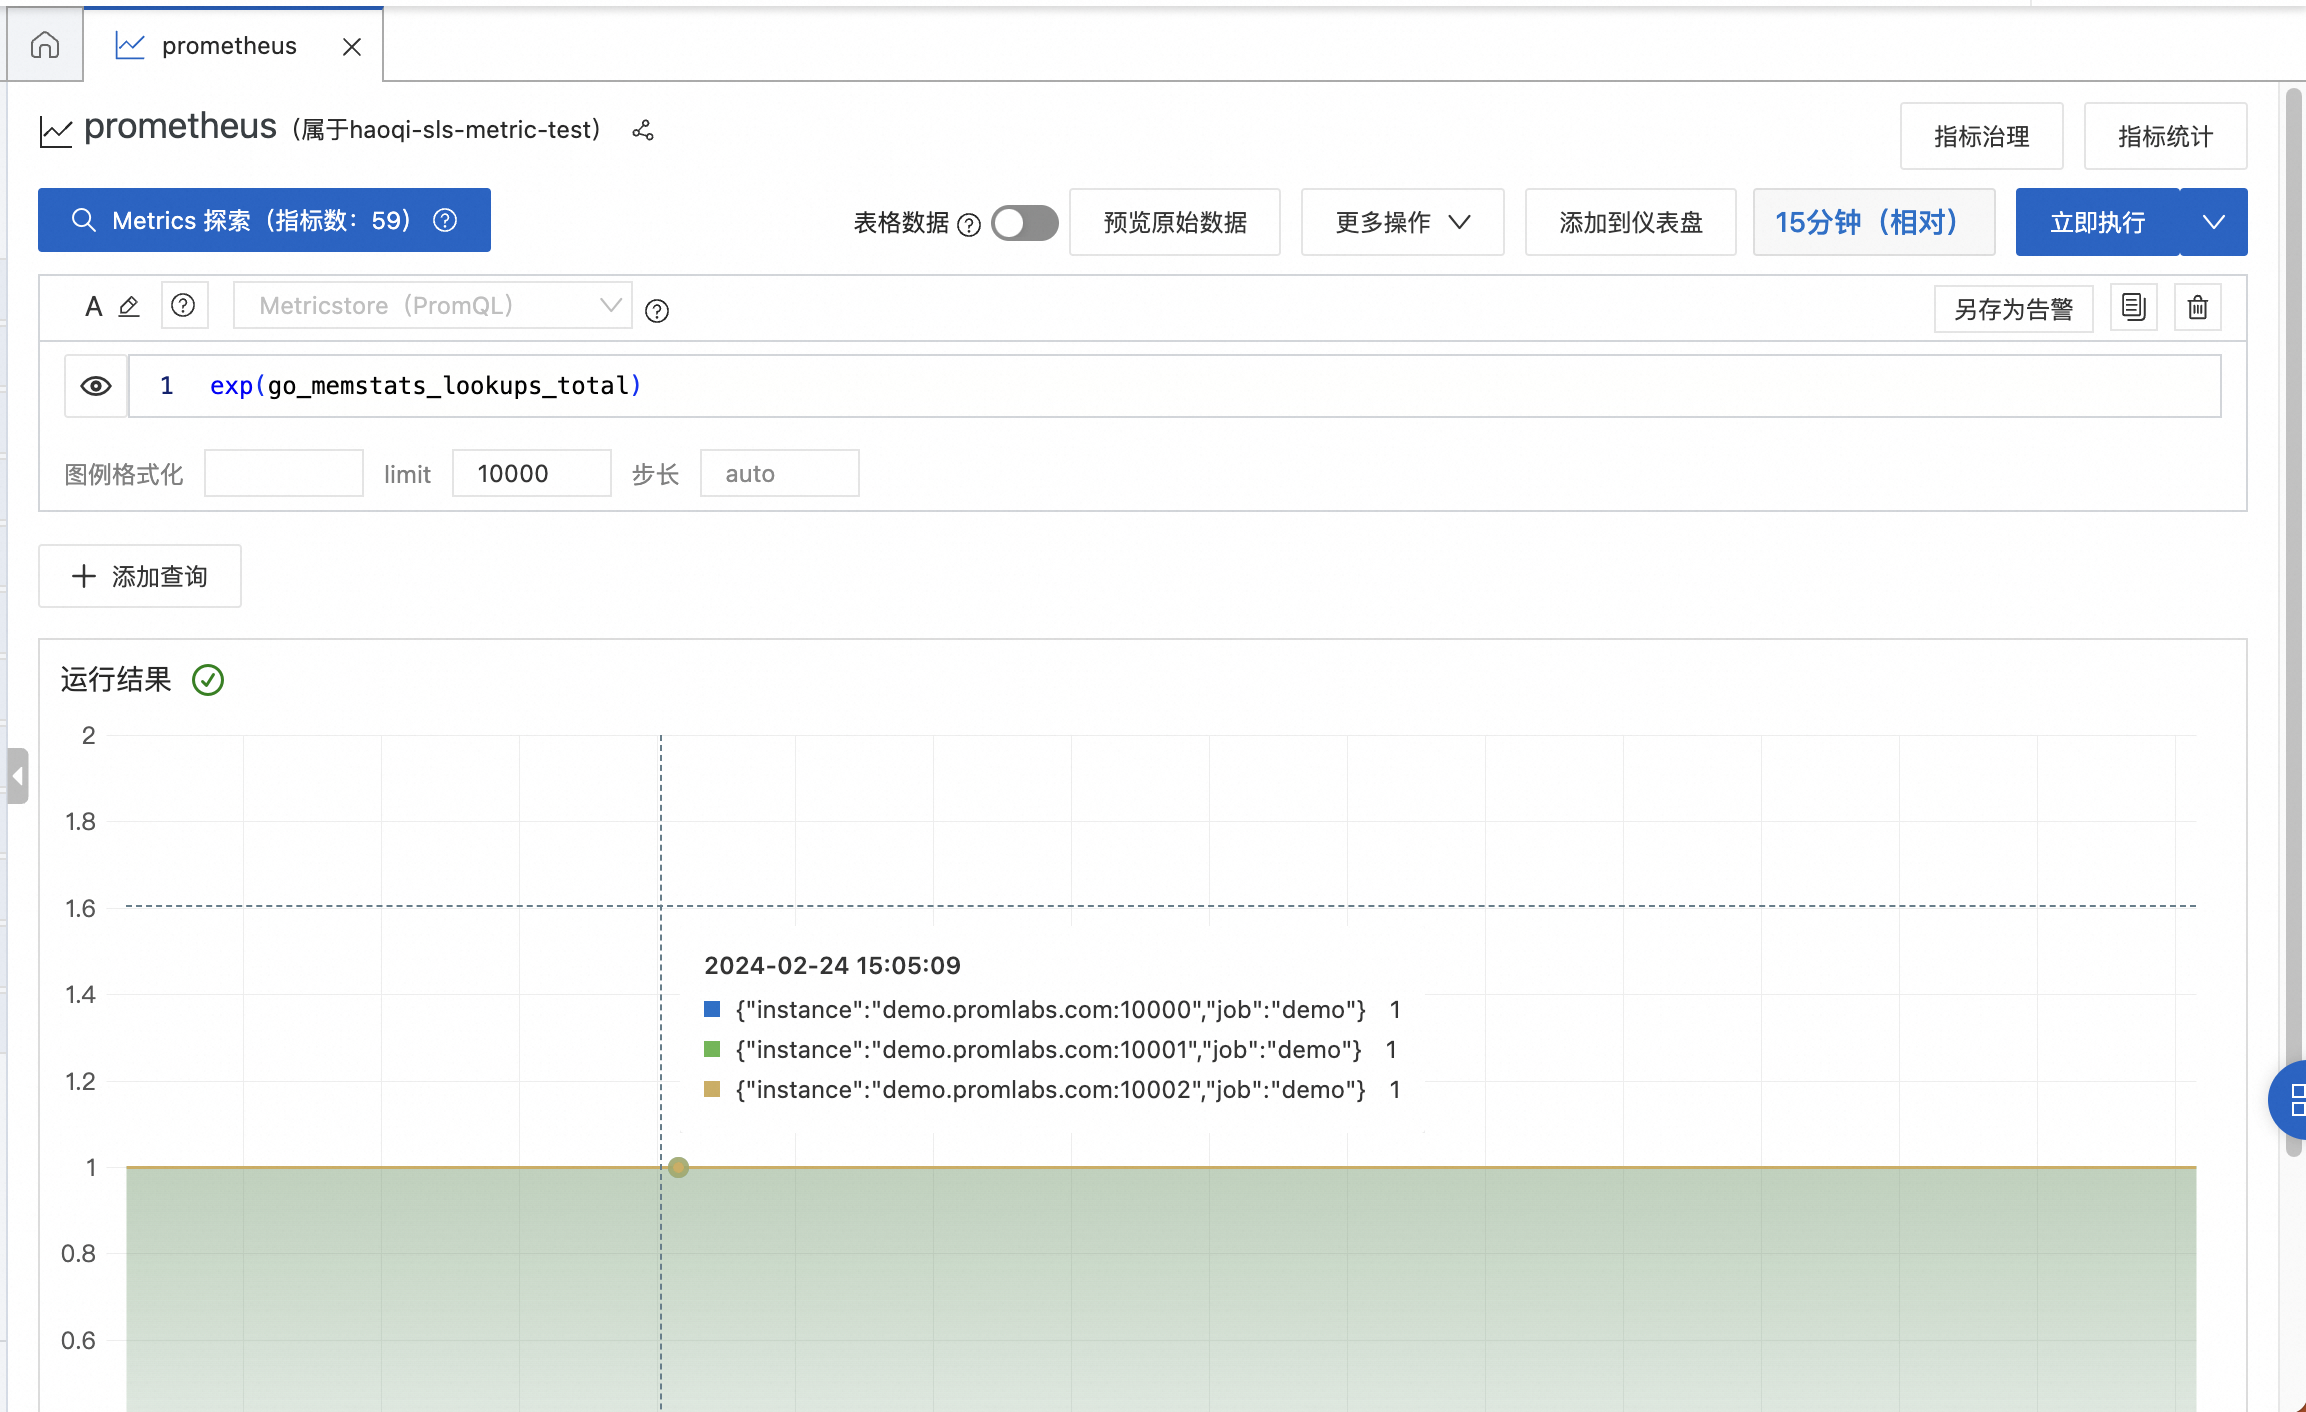 prometheus
prometheus（属于haoqi-sls-metric-test）
指标治理
指标统计
Metrics 探索（指标数：59）
表格数据
预览原始数据
更多操作
添加到仪表盘
15分钟（相对）
立即执行
A
Metricstore（PromQL）
另存为告警
1 exp(go_memstats_lookups_total)
图例格式化
limit 10000
步长 auto
添加查询
运行结果
2
1.8
1.6
1.4
1.2
1
0.8
0.6
2024-02-24 15:05:09
{"instance":"demo.promlabs.com:10000","job":"demo"} 1
{"instance":"demo.promlabs.com:10001","job":"demo"} 1
{"instance":"demo.promlabs.com:10002","job":"demo"} 1